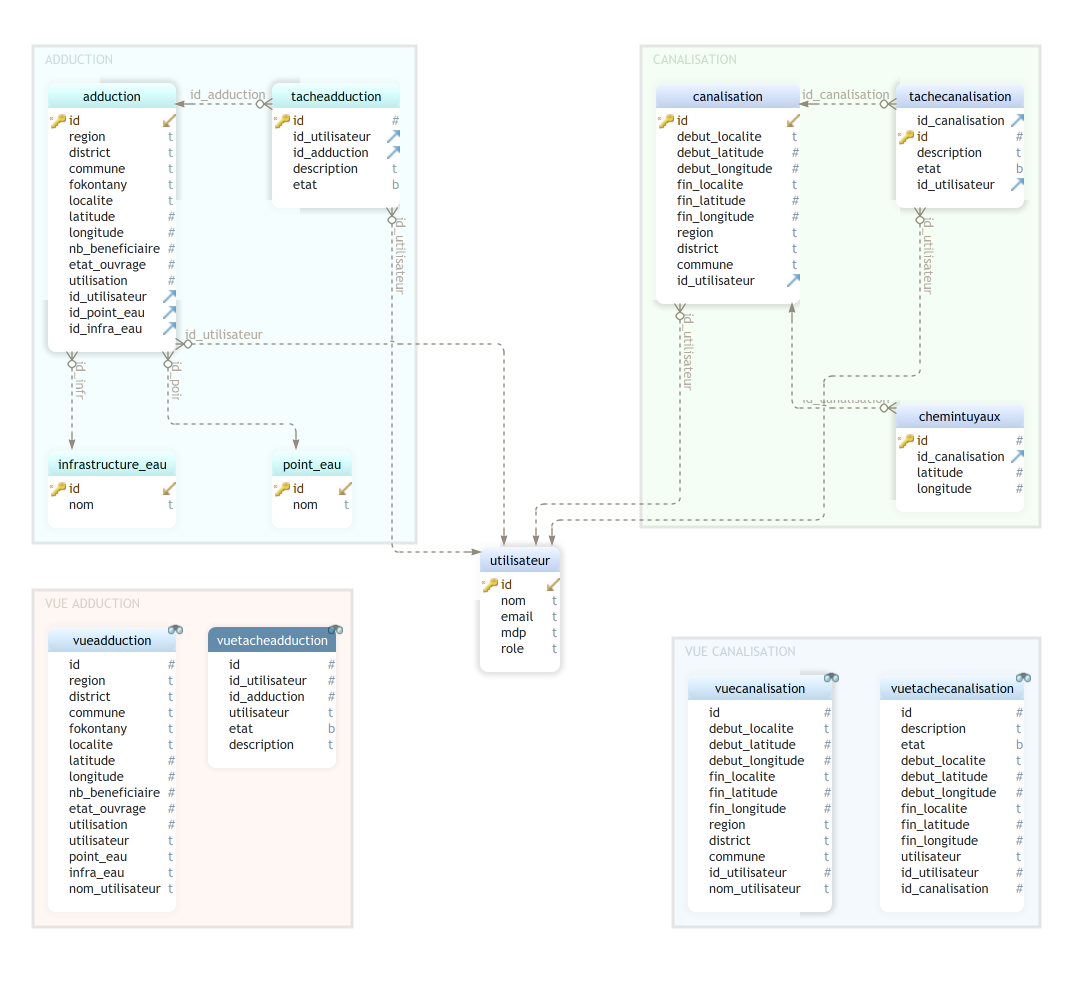 ADDUCTION
adduction
id
region t
district t
commune t
fokontany t
localite t
latitude #
longitude #
nb_beneficiaire #
etat_ouvrage #
utilisation #
id_utilisateur
id_point_eau
id_infra_eau
id_adduction
tacheadduction
id #
id_utilisateur
id_adduction
description t
etat b
id_utilisateur
id_utilisateur
id_infr
id_poir
infrastructure_eau
id
nom t
point_eau
id
nom t
CANALISATION
canalisation
id
debut_localite t
debut_latitude #
debut_longitude #
fin_localite t
fin_latitude #
fin_longitude #
region t
district t
commune t
id_utilisateur
id_canalisation
tachecanalisation
id_canalisation
id #
description t
etat b
id_utilisateur
id_utilisateur
id_utilisateur
id_canalisation
chemintuyaux
id #
id_canalisation
latitude #
longitude #
utilisateur
id
nom t
email t
mdp t
role t
VUE ADDUCTION
vueadduction
id #
region t
district t
commune t
fokontany t
localite t
latitude #
longitude #
nb_beneficiaire #
etat_ouvrage #
utilisation #
utilisateur t
point_eau t
infra_eau t
nom_utilisateur t
vuetacheadduction
id #
id_utilisateur #
id_adduction #
utilisateur t
etat b
description t
VUE CANALISATION
vuecanalisation
id #
debut_localite t
debut_latitude #
debut_longitude #
fin_localite t
fin_latitude #
fin_longitude #
region t
district t
commune t
id_utilisateur #
nom_utilisateur t
vuetachecanalisation
id #
description t
etat b
debut_localite t
debut_latitude #
debut_longitude #
fin_localite t
fin_latitude #
fin_longitude #
utilisateur t
id_utilisateur #
id_canalisation #